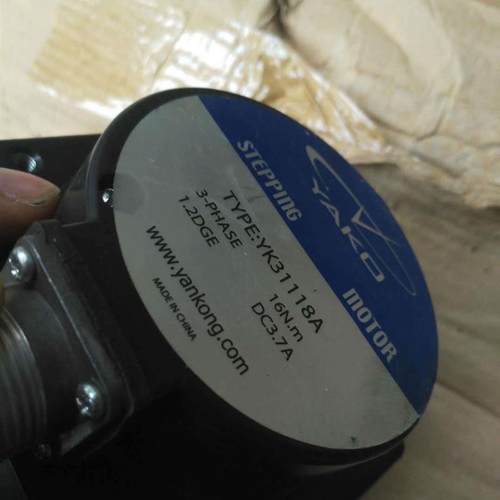 YAKO
STEPPING MOTOR
TYPE:YK31118A
3-PHASE 16N.m
1.2DGE DC3.7A
www.yankong.com
MADE IN CHINA